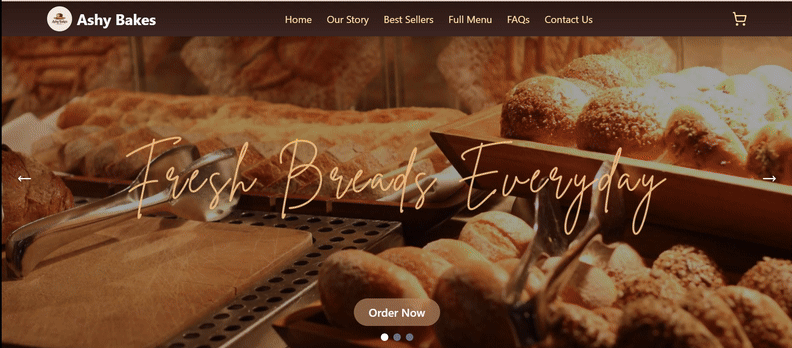 Ashy Bakes
Home
Our Story
Best Sellers
Full Menu
FAQs
Contact Us
Fresh Breads Everyday
Order Now